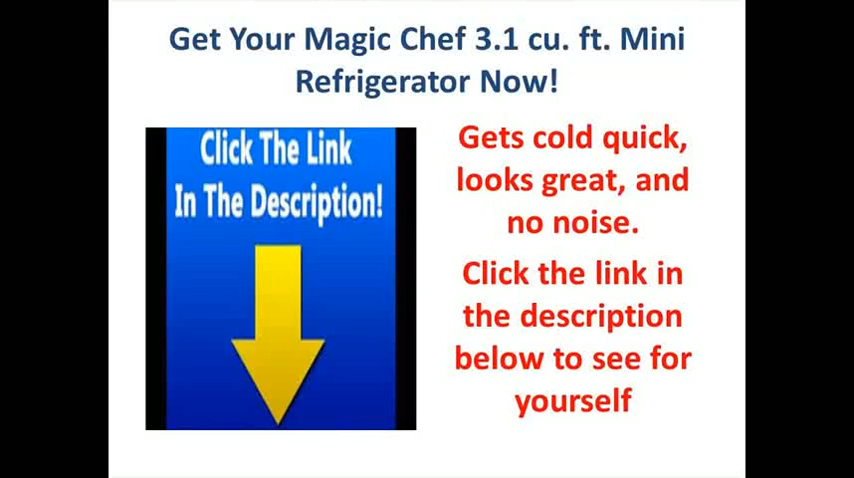 Get Your Magic Chef 3.1 cu. ft. Mini
Refrigerator Now!
Click The Link
In The Description!
Gets cold quick,
looks great, and
no noise.
Click the link in
the description
below to see for
yourself